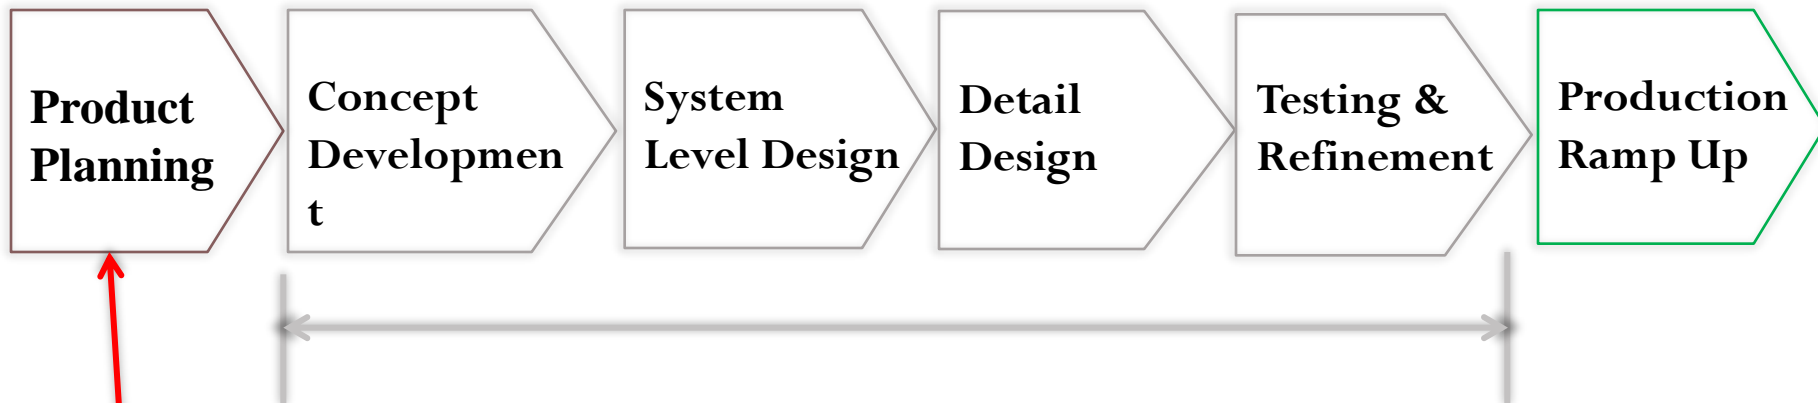 Product
Planning
Concept
Developmen
t
System
Level Design
Detail
Design
Testing &
Refinement
Production
Ramp Up